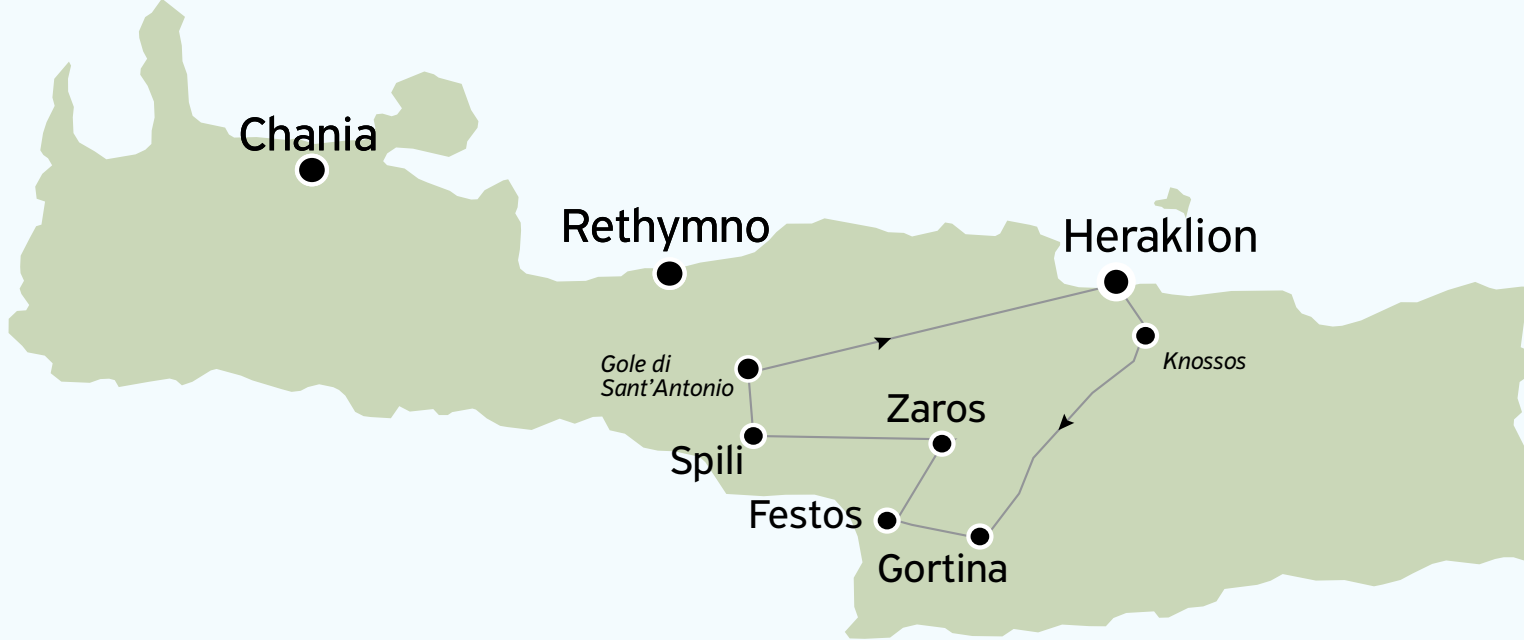 Chania
Rethymno
Heraklion
Gole di
Sant’Antonio
Knossos
Zaros
Spili
Festos
Gortina